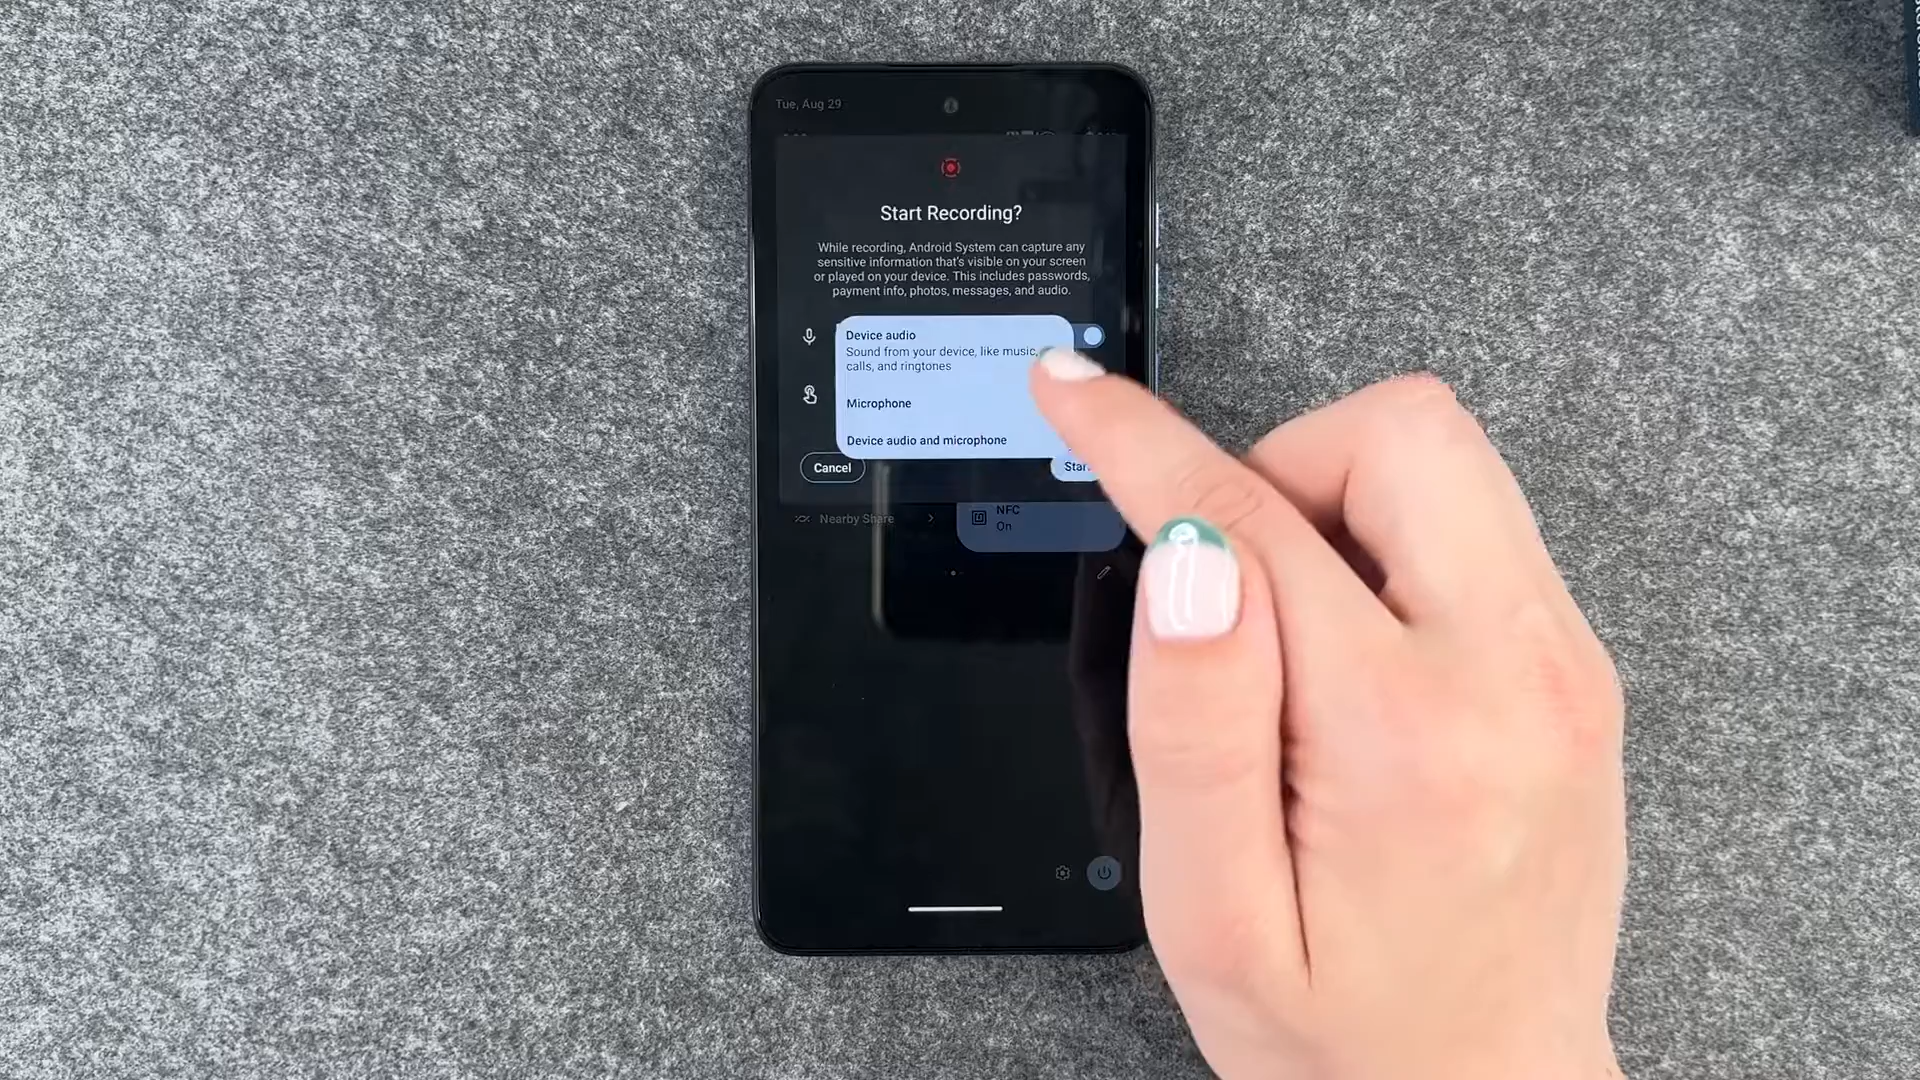 Tue, Aug 29
Start Recording?
While recording, Android System can capture any
sensitive information that's visible on your screen
or played on your device. This includes passwords,
payment info, photos, messages, and audio.
Device audio
Sound from your device, like music,
calls, and ringtones
Microphone
Device audio and microphone
Cancel
Start
Nearby Share
NFC
On